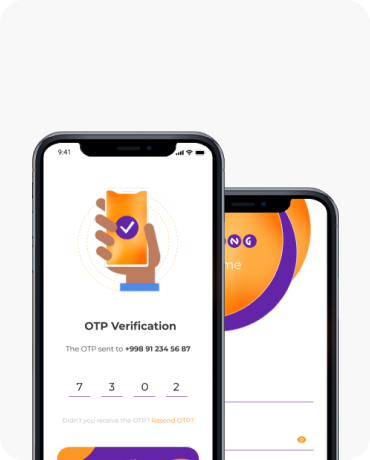 9:41
ONG
me
OTP Verification
The OTP sent to +998 91 234 56 87
7 3 0 2
Didn't you receive the OTP? Resend OTP?